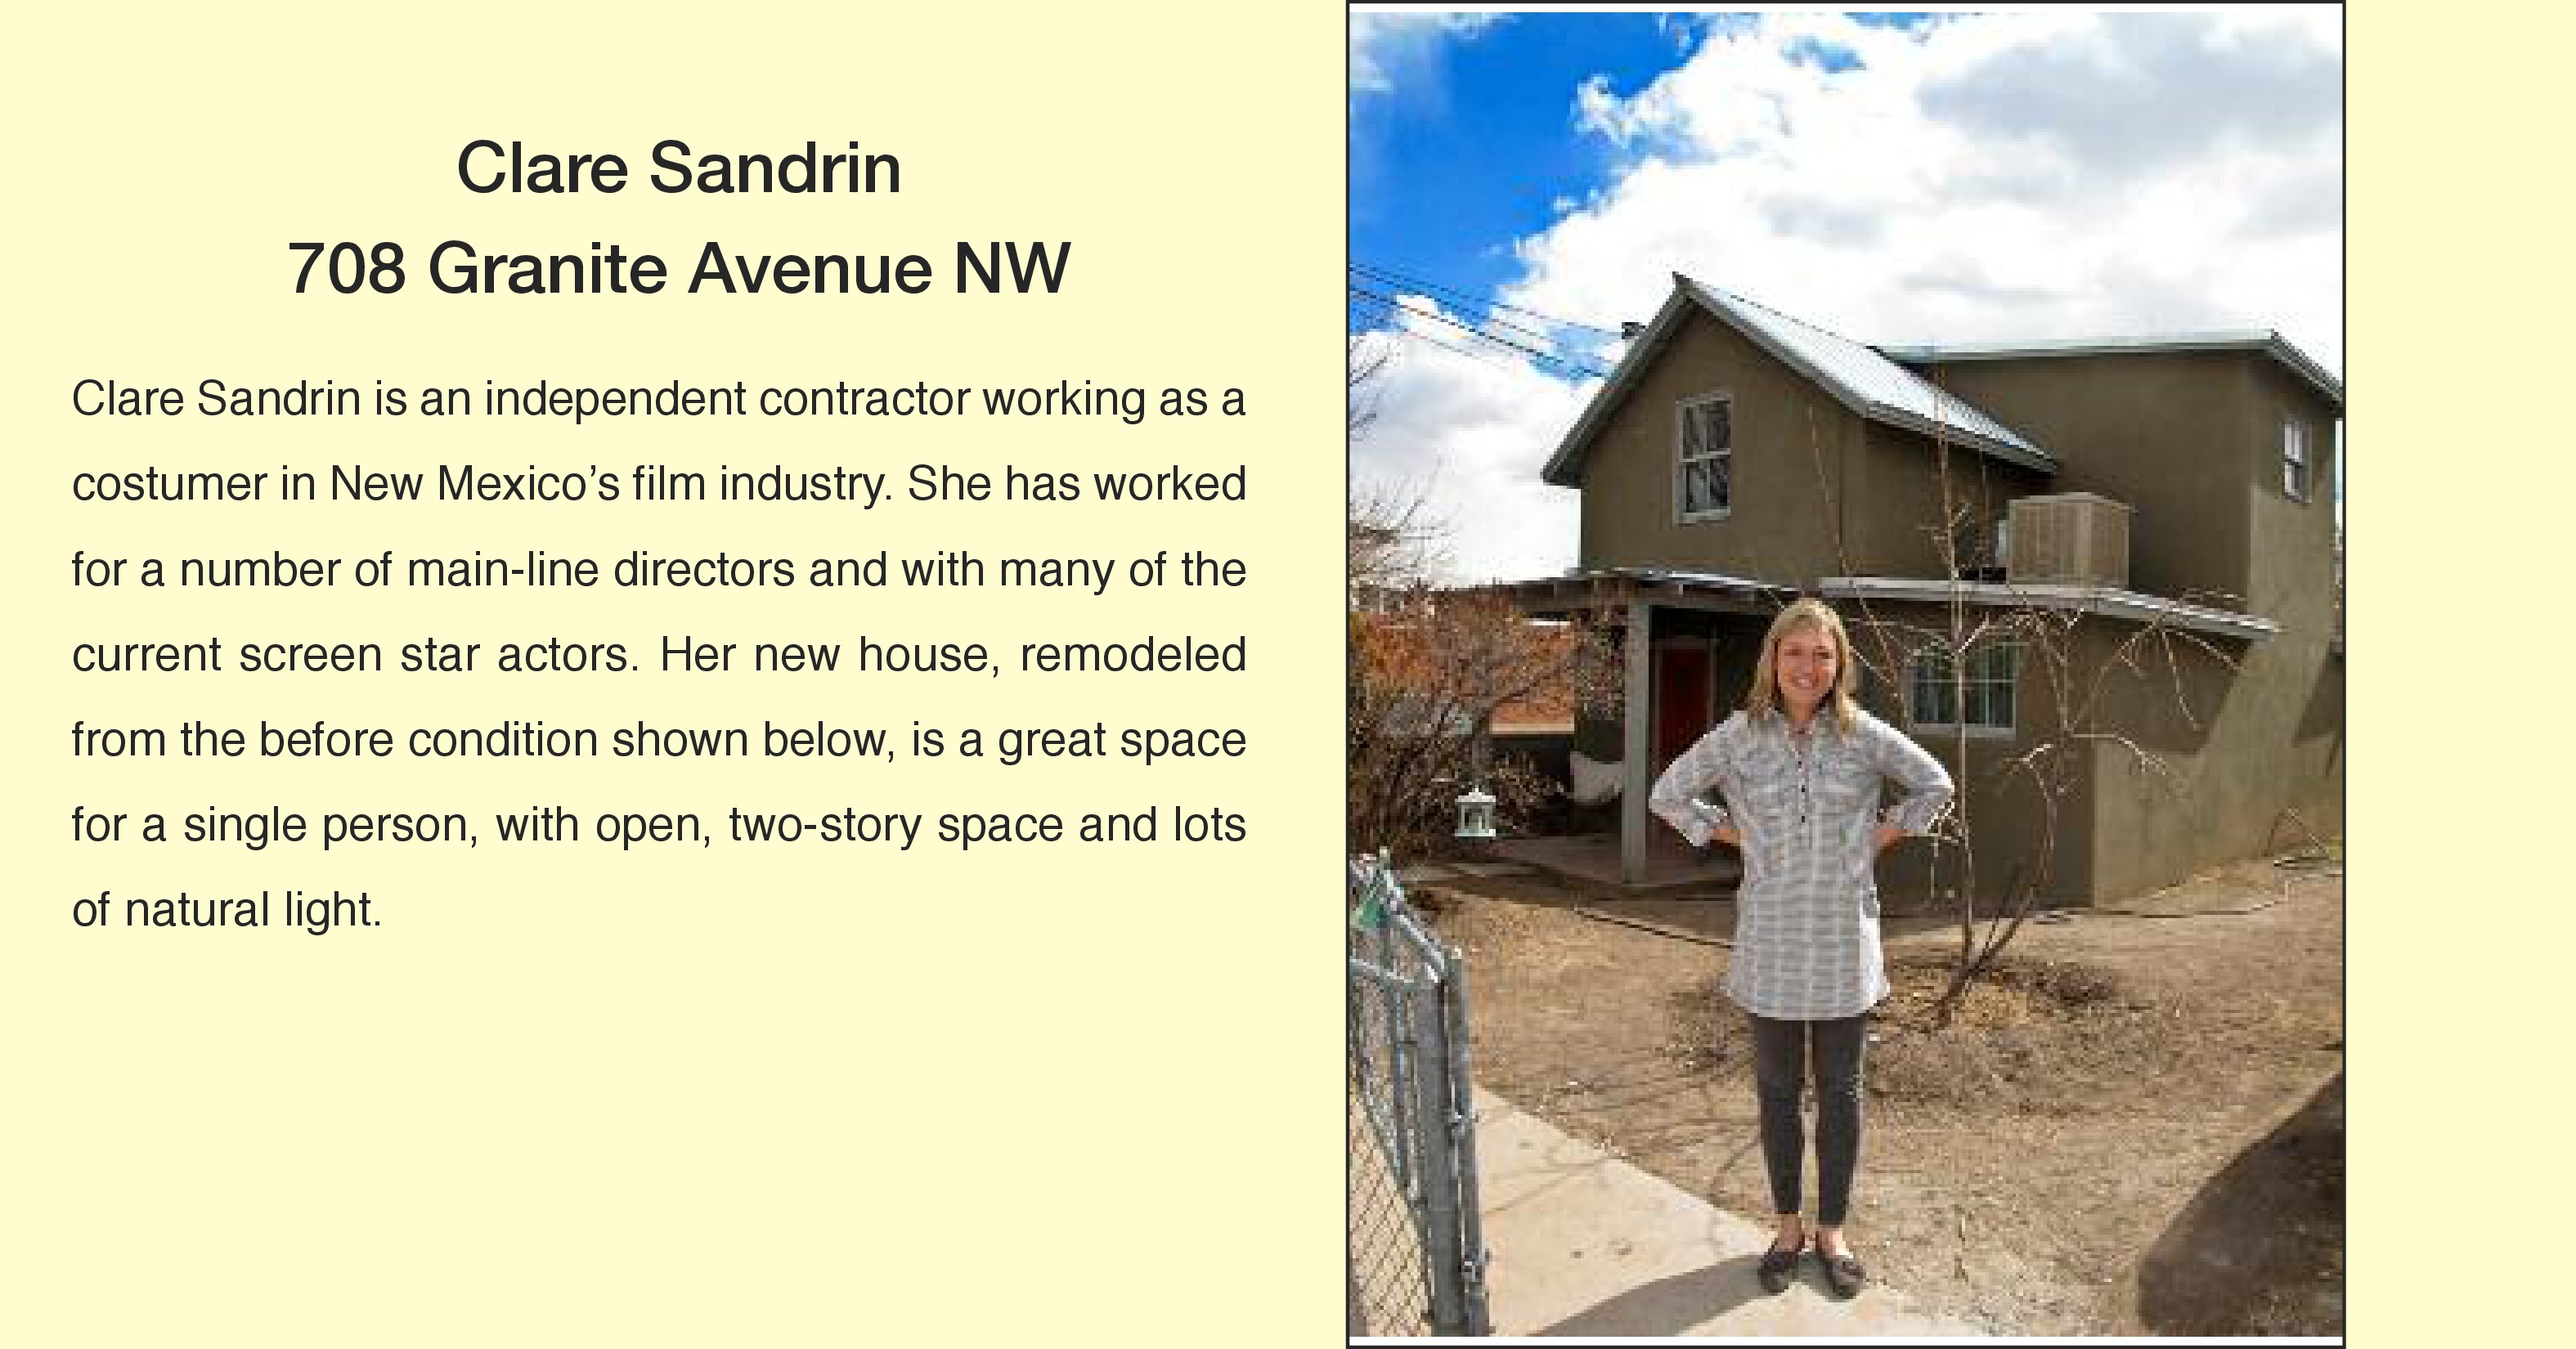 Clare Sandrin
708 Granite Avenue NW
Clare Sandrin is an independent contractor working as a
costumer in New Mexico’s film industry. She has worked
for a number of main-line directors and with many of the
current screen star actors. Her new house, remodeled
from the before condition shown below, is a great space
for a single person, with open, two-story space and lots
of natural light.